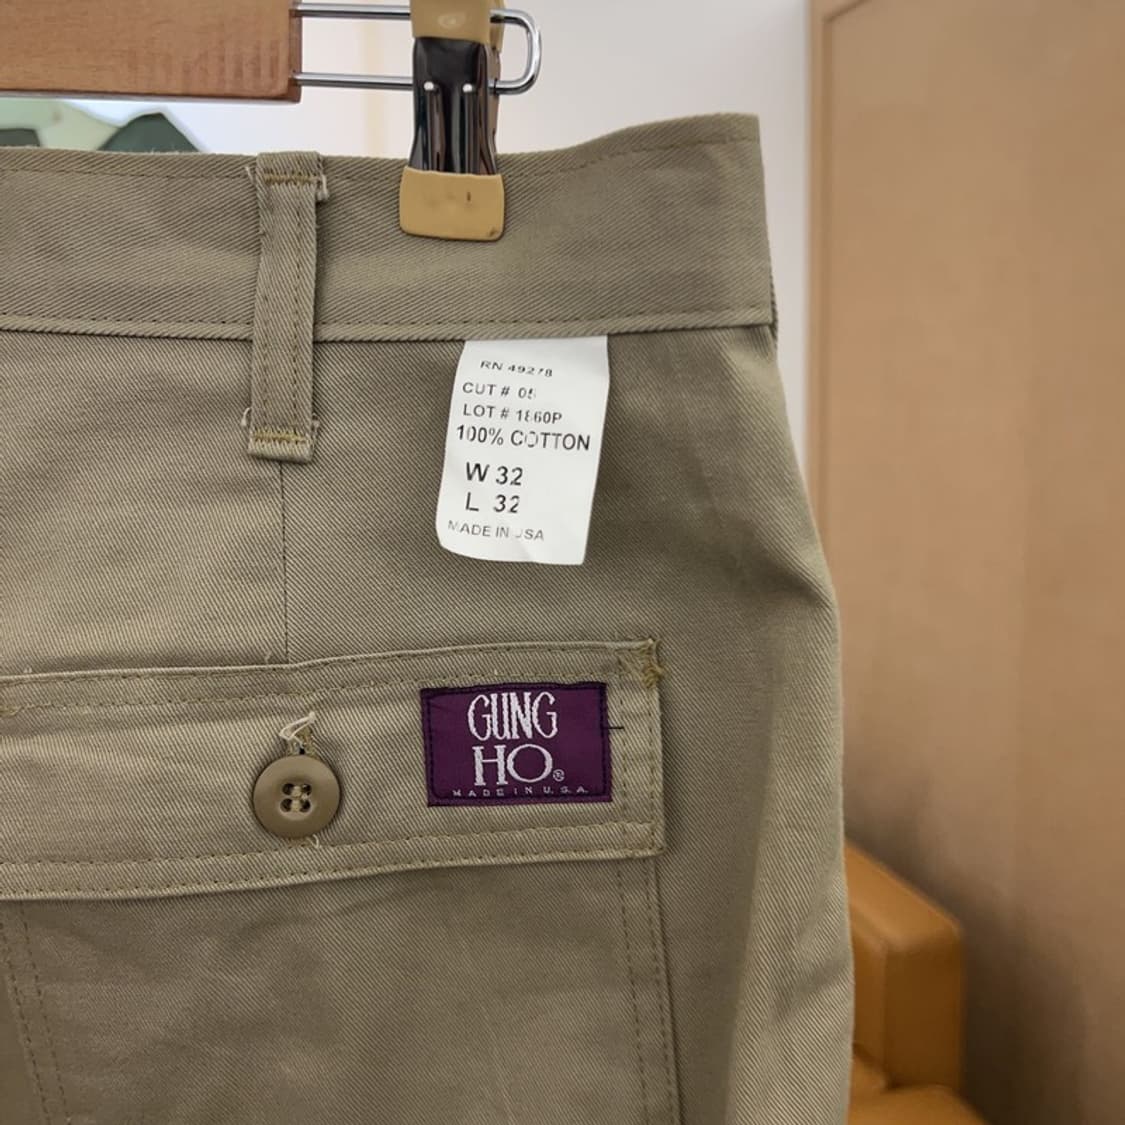 RN 49278
CUT # 05
LOT # 1860P
100% COTTON
W 32
L 32
MADE IN USA
GUNG
HO®
MADE IN U.S.A.